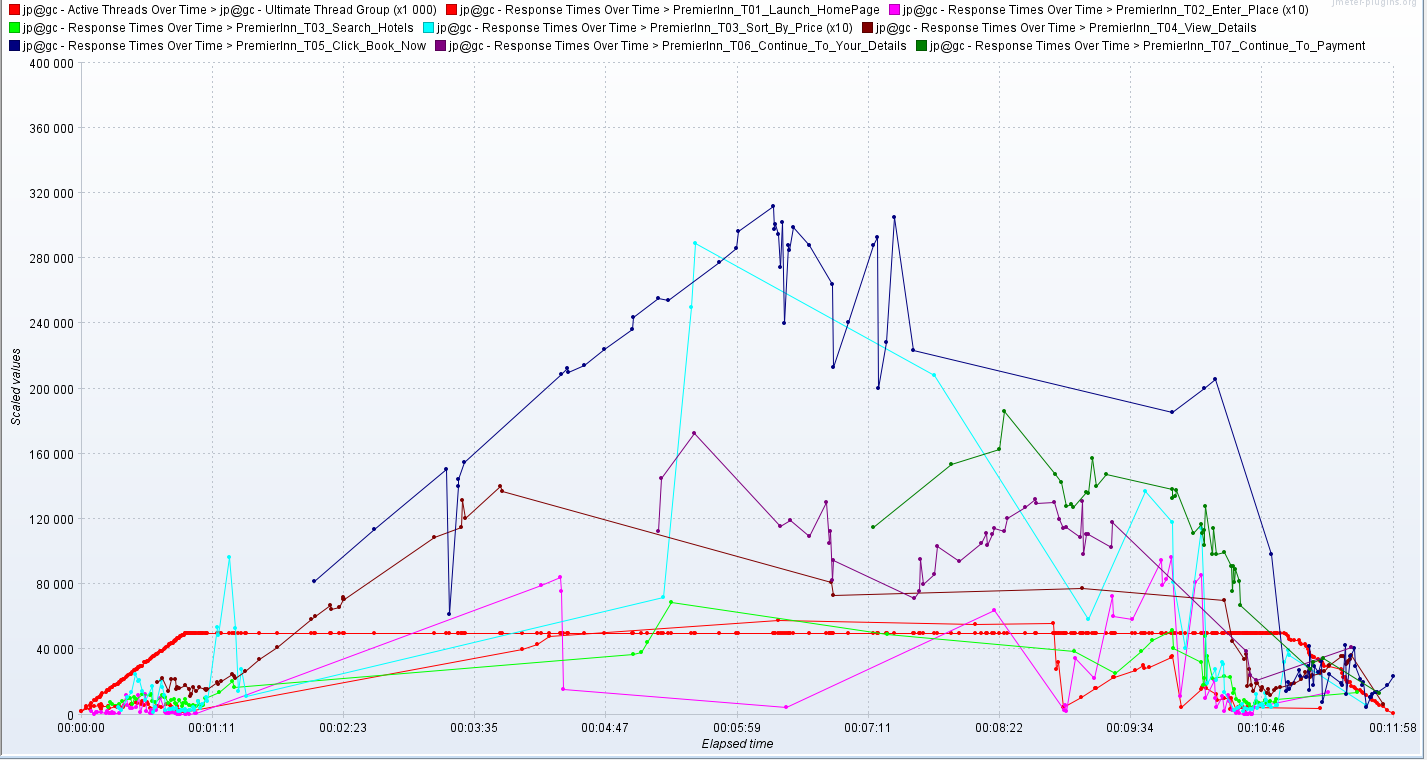 jmeter-plugins.org
jp@gc - Active Threads Over Time > jp@gc - Ultimate Thread Group (x1 000) jp@gc - Response Times Over Time > PremierInn_T01_Launch_HomePage jp@gc - Response Times Over Time > PremierInn_T02_Enter_Place (x10)
jp@gc - Response Times Over Time > PremierInn_T03_Search_Hotels jp@gc - Response Times Over Time > PremierInn_T03_Sort_By_Price (x10) jp@gc - Response Times Over Time > PremierInn_T04_View_Details
jp@gc - Response Times Over Time > PremierInn_T05_Click_Book_Now jp@gc - Response Times Over Time > PremierInn_T06_Continue_To_Your_Details jp@gc - Response Times Over Time > PremierInn_T07_Continue_To_Payment
400 000
360 000
320 000
280 000
240 000
200 000
160 000
120 000
80 000
40 000
0
Scaled values
00:00:00 00:01:11 00:02:23 00:03:35 00:04:47 00:05:59 00:07:11 00:08:22 00:09:34 00:10:46 00:11:58
Elapsed time